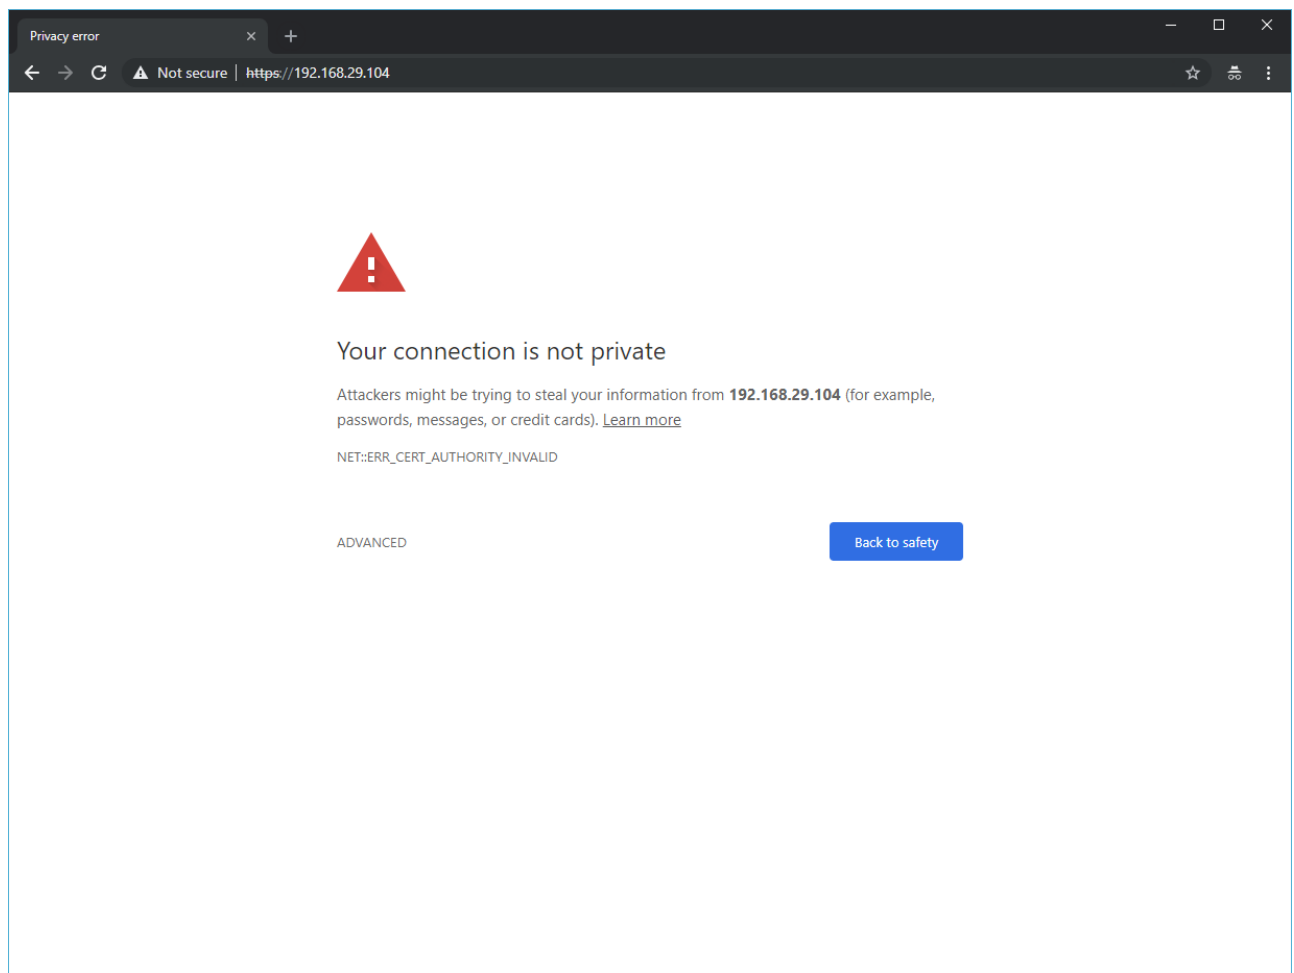 Privacy error
Not secure | https://192.168.29.104
Your connection is not private
Attackers might be trying to steal your information from 192.168.29.104 (for example,
passwords, messages, or credit cards). Learn more
NET::ERR_CERT_AUTHORITY_INVALID
ADVANCED
Back to safety